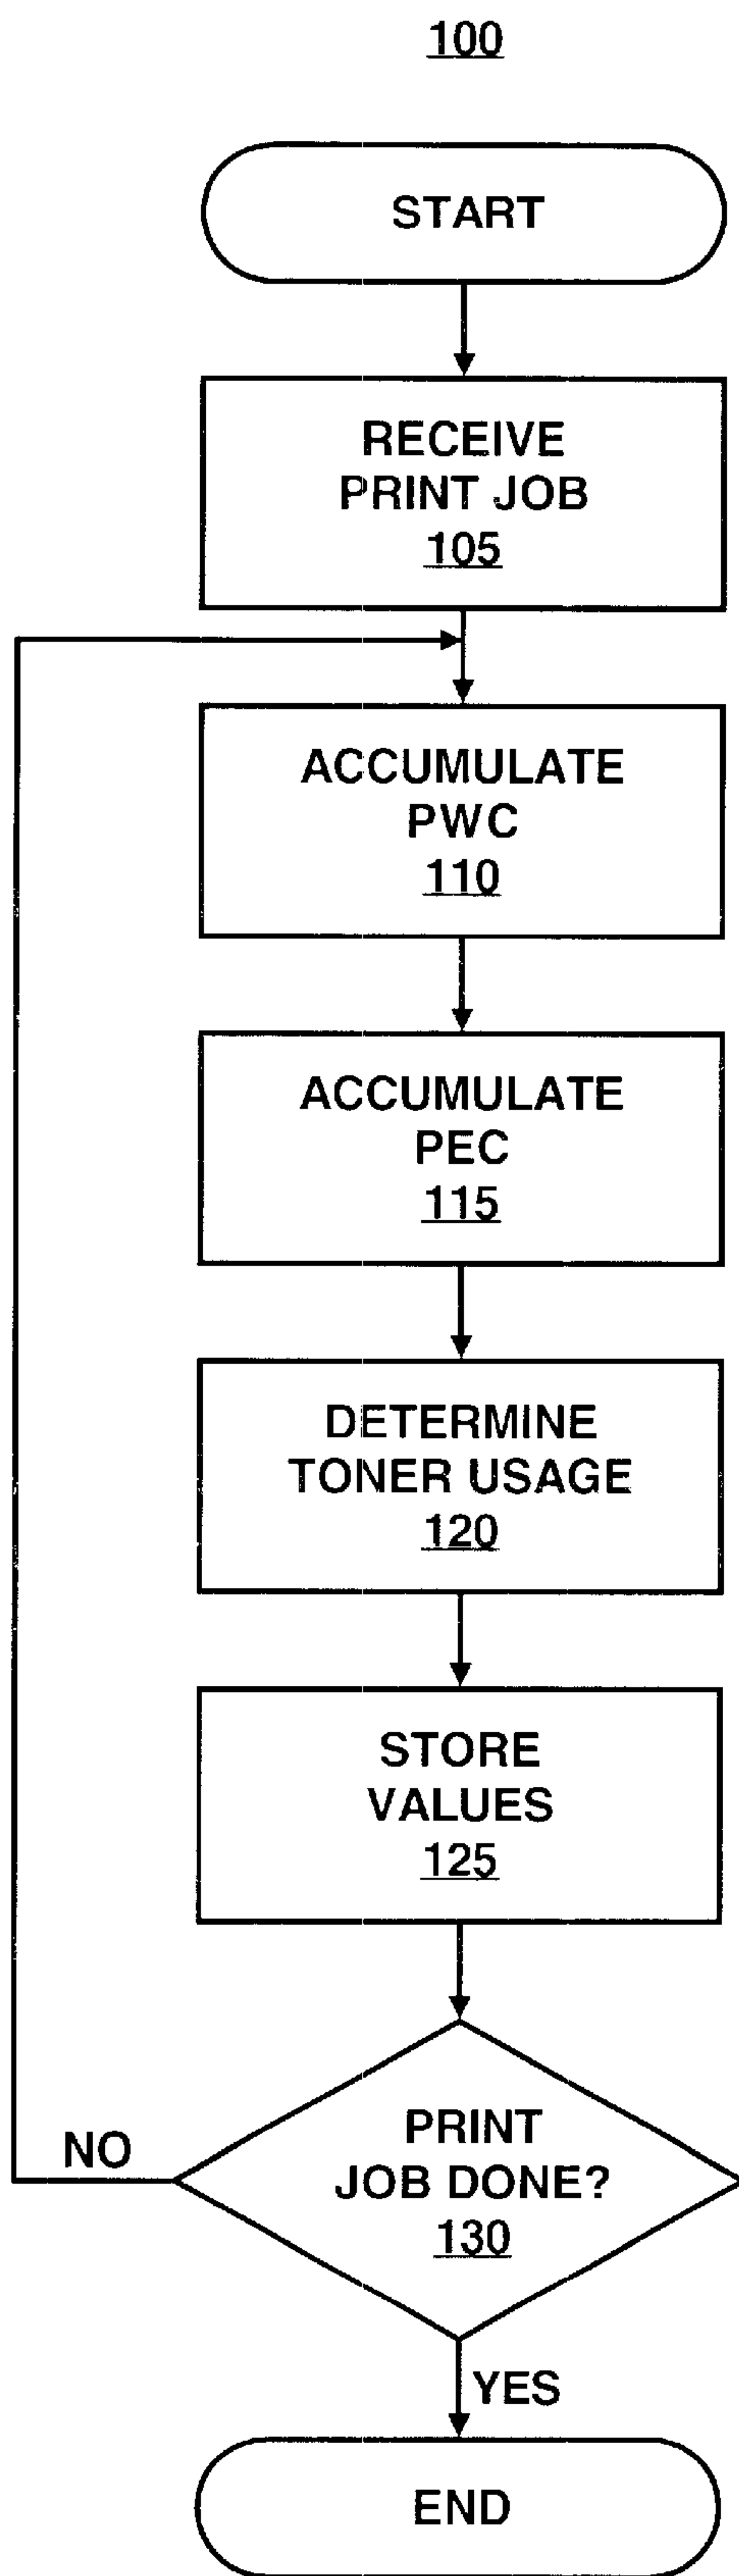 100
START
RECEIVE
PRINT JOB
105
ACCUMULATE
PWC
110
ACCUMULATE
PEC
115
DETERMINE
TONER USAGE
120
STORE
VALUES
125
PRINT
JOB DONE?
130
NO
YES
END